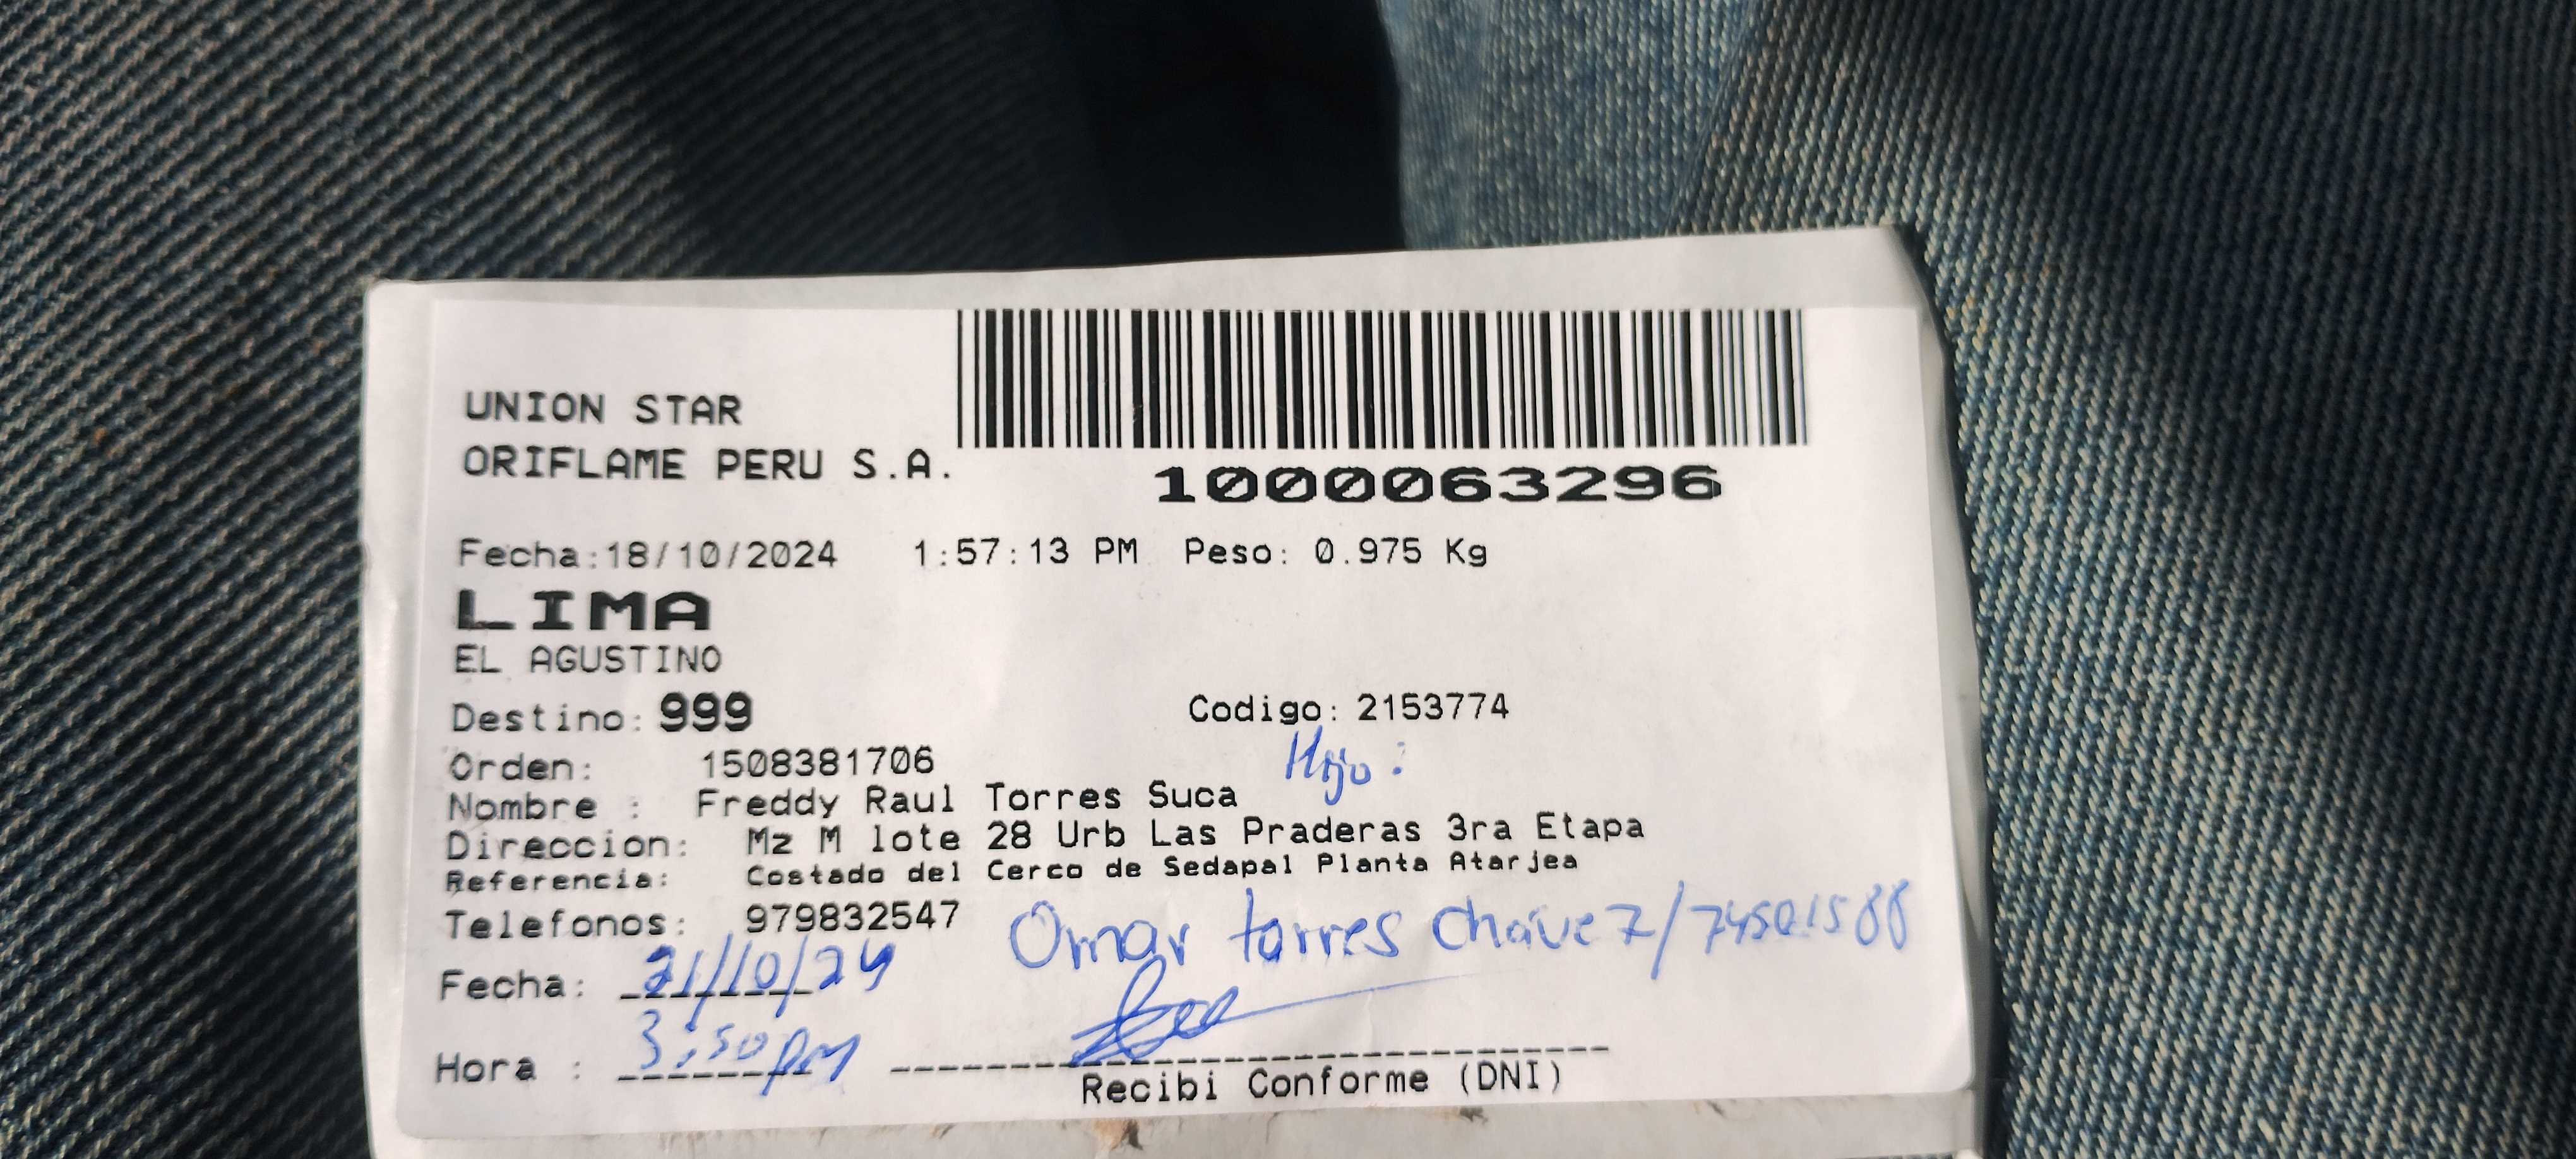 UNION STAR
ORIFLAME PERU S.A.
1000063296
Fecha:18/10/2024 1:57:13 PM Peso: 0.975 Kg
LIMA
EL AGUSTINO
Destino: 999 Codigo: 2153774
Orden: 1508381706 Hijo:
Nombre : Freddy Raul Torres Suca
Direccion: Mz M lote 28 Urb Las Praderas 3ra Etapa
Referencia: Costado del Cerco de Sedapal Planta Atarjea
Telefonos: 979832547 Omar torres chavez/
Fecha: 21/10/24
Hora : 3:50 pm
Recibi Conforme (DNI)